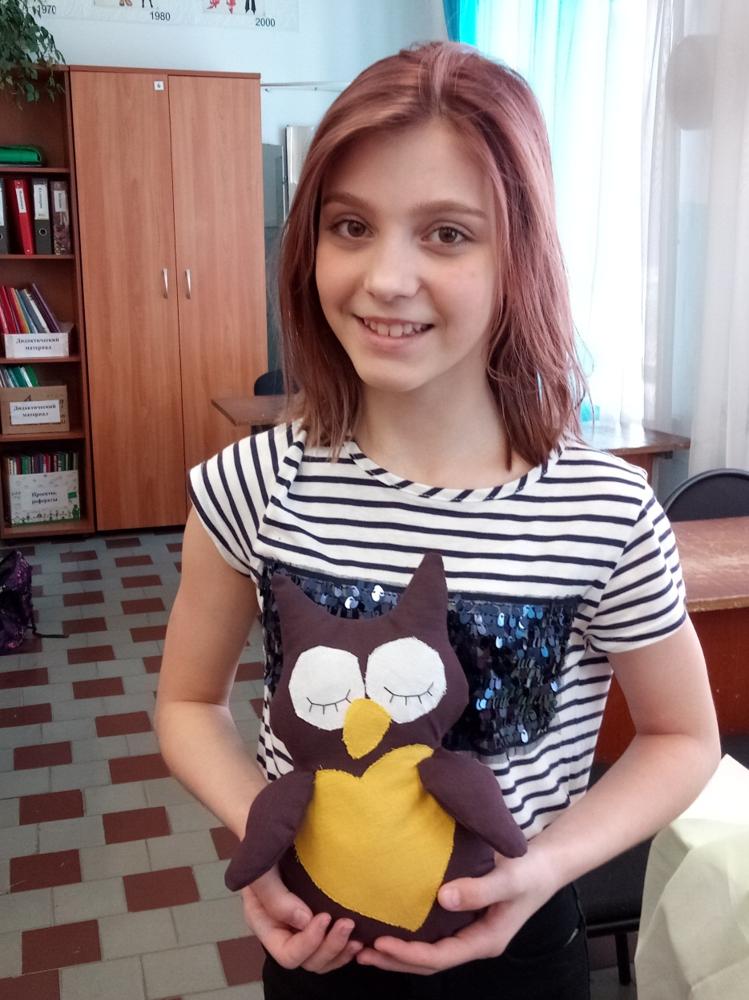 1970
1980
2000
6
Дидактический
материал
Дидактический
материал
Проекты,
рефераты